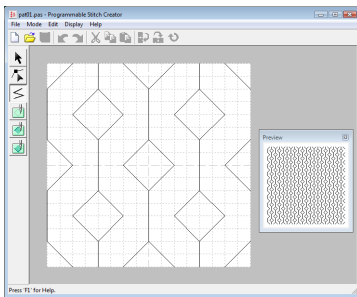 pat01.pas - Programmable Stitch Creator
File Mode Edit Display Help
Preview
Press 'F1' for Help.